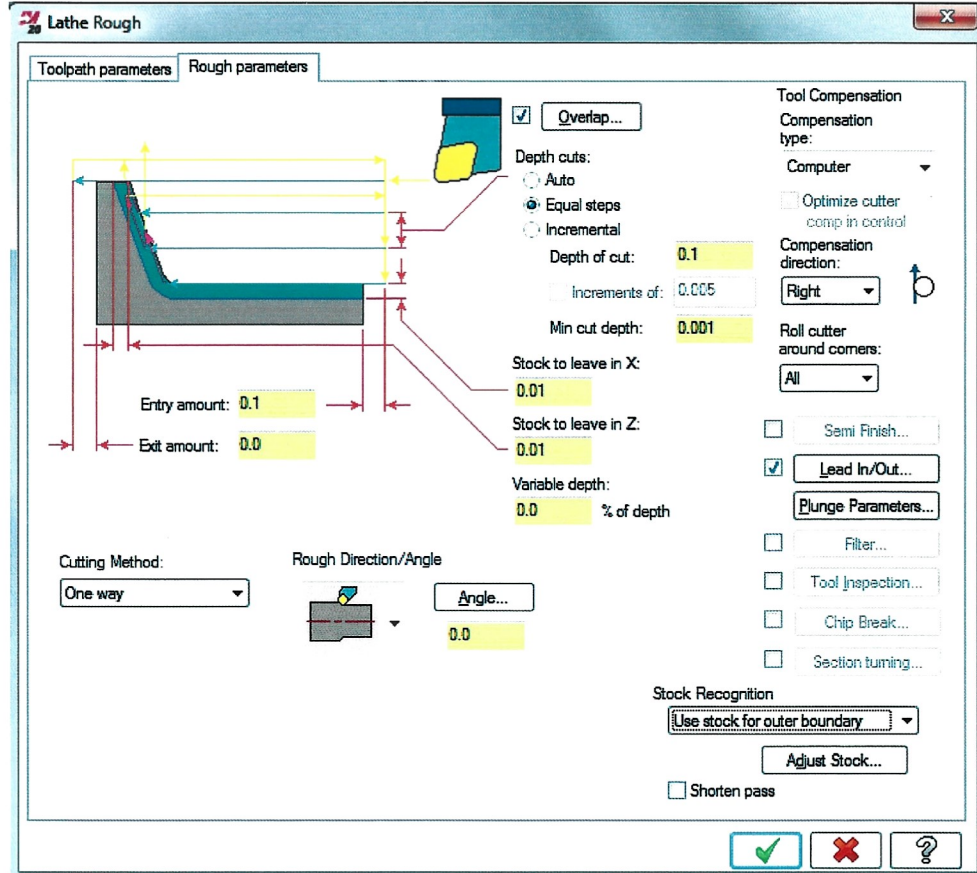 20
Lathe Rough
x
Toolpath parameters
Rough parameters
Overlap...
Depth cuts:
Auto
Equal steps
Incremental
Depth of cut: 0.1
Increments of: 0.005
Min cut depth: 0.001
Stock to leave in X:
0.01
Stock to leave in Z:
0.01
Variable depth:
0.0 % of depth
Entry amount: 0.1
Exit amount: 0.0
Cutting Method:
One way
Rough Direction/Angle
Angle...
0.0
Tool Compensation
Compensation
type:
Computer
Optimize cutter
comp in control
Compensation
direction:
Right
Roll cutter
around corners:
All
Semi Finish...
Lead In/Out...
Plunge Parameters...
Filter...
Tool Inspection...
Chip Break...
Section turning...
Stock Recognition
Use stock for outer boundary
Adjust Stock...
Shorten pass
?